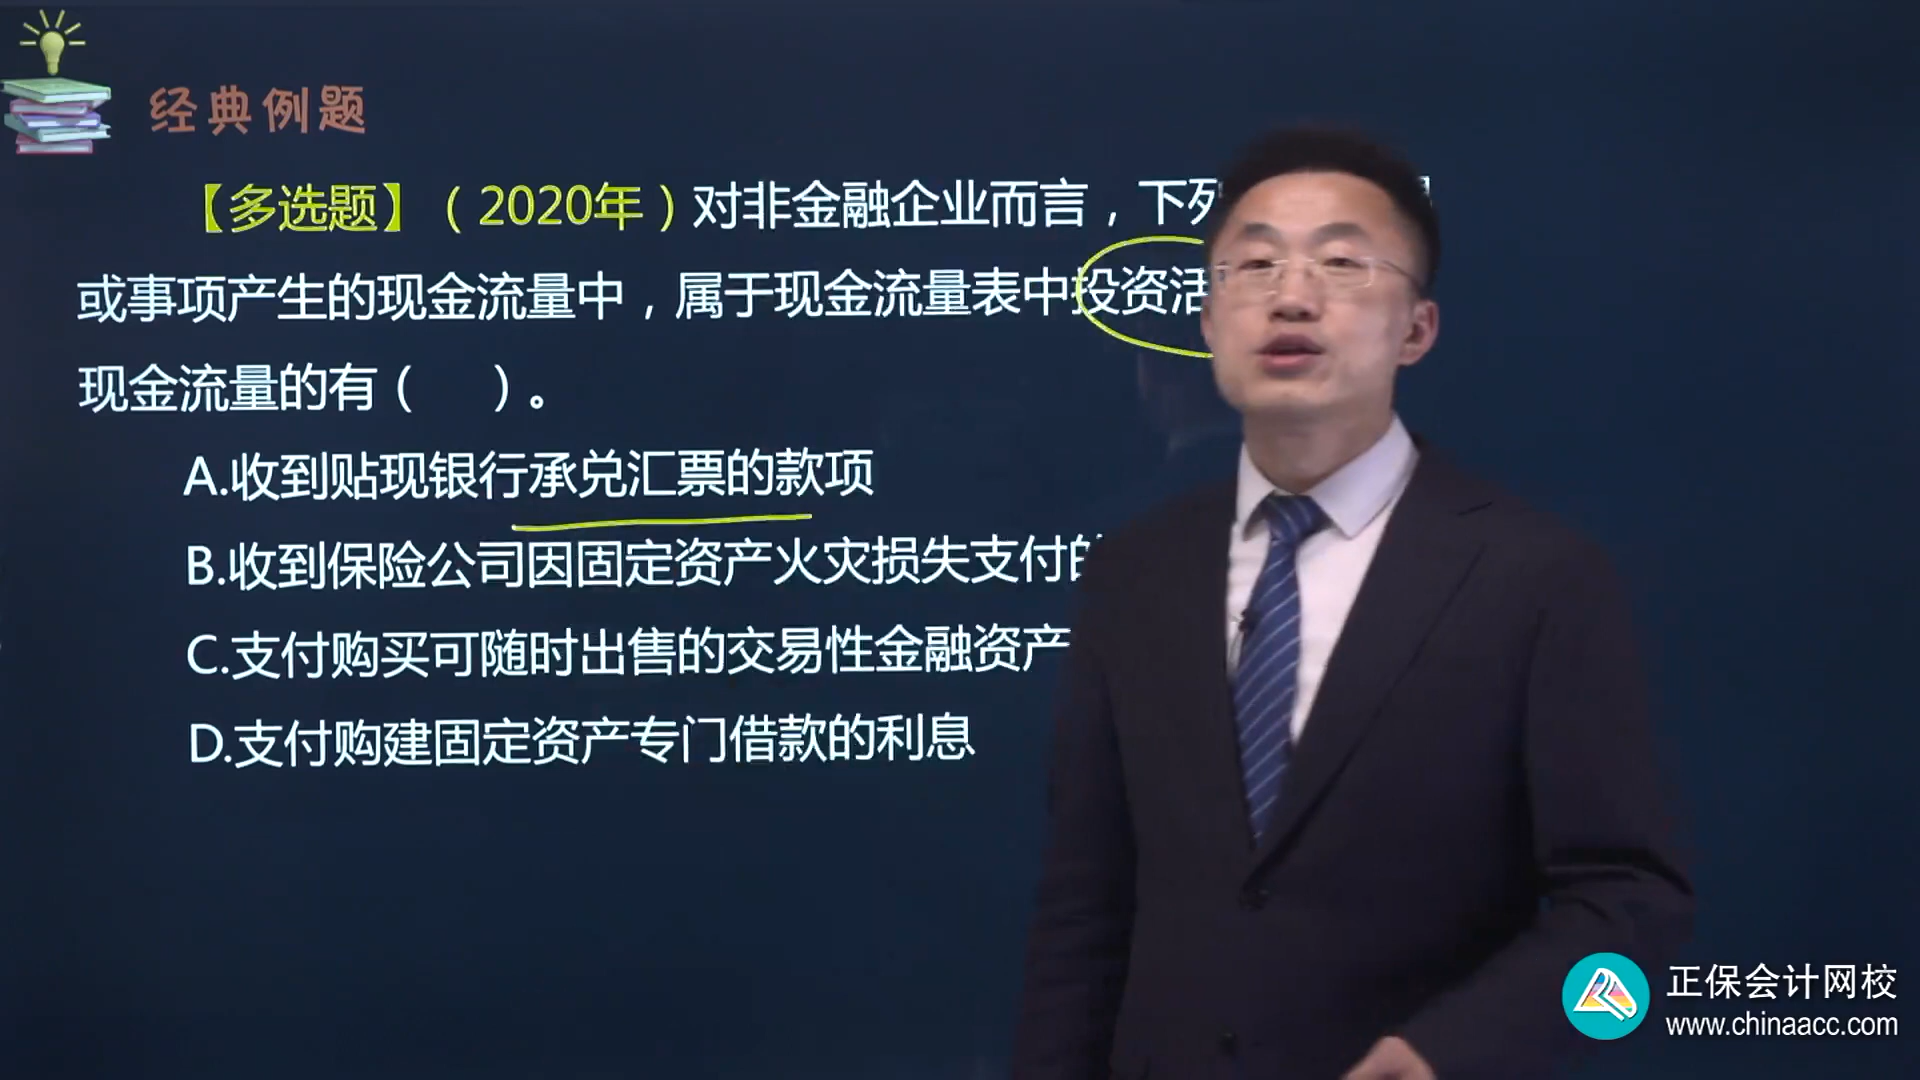 经典例题
【多选题】（2020年）对非金融企业而言，下列
或事项产生的现金流量中，属于现金流量表中投资活
现金流量的有（ ）。
A.收到贴现银行承兑汇票的款项
B.收到保险公司因固定资产火灾损失支付的
C.支付购买可随时出售的交易性金融资产
D.支付购建固定资产专门借款的利息
正保会计网校
www.chinaacc.com